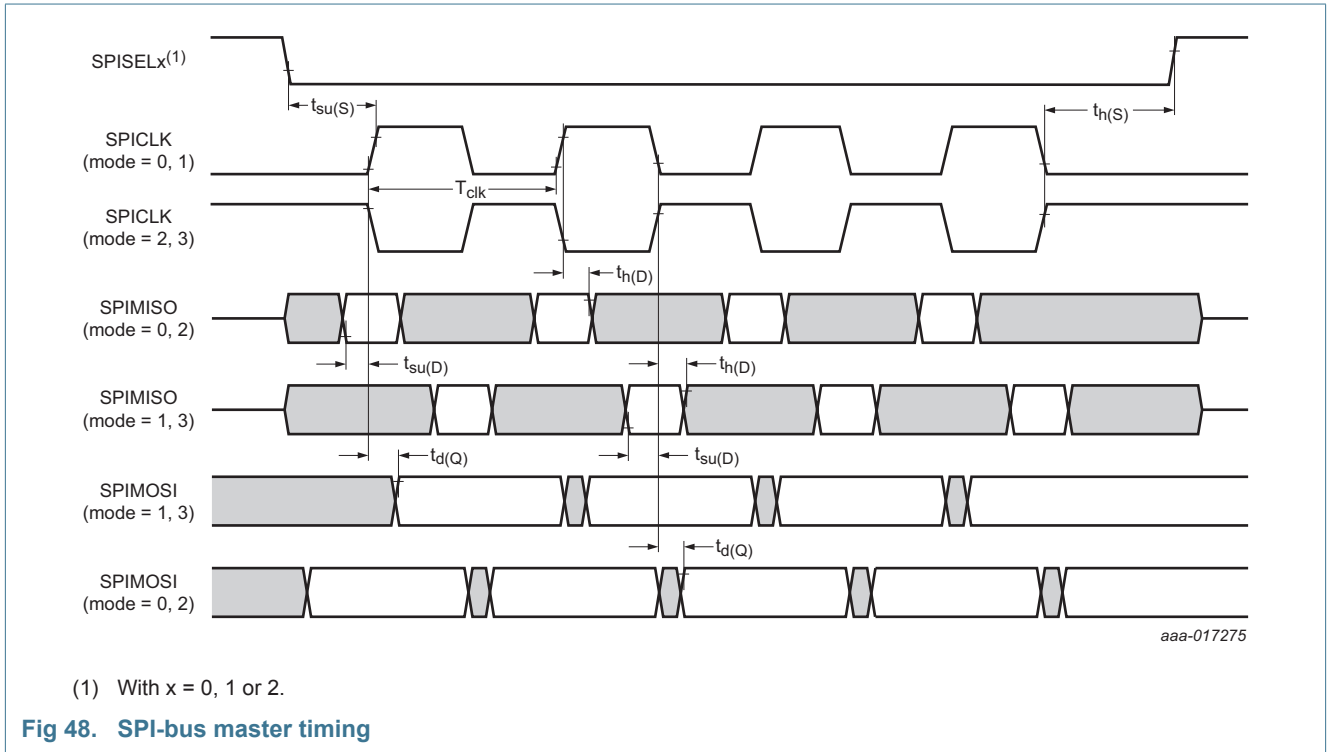 SPISELx(1)
tsu(S)
th(S)
SPICLK
(mode = 0, 1)
Tclk
SPICLK
(mode = 2, 3)
th(D)
SPIMISO
(mode = 0, 2)
tsu(D)
th(D)
SPIMISO
(mode = 1, 3)
td(Q)
tsu(D)
SPIMOSI
(mode = 1, 3)
td(Q)
SPIMOSI
(mode = 0, 2)
aaa-017275
(1) With x = 0, 1 or 2.
Fig 48. SPI-bus master timing